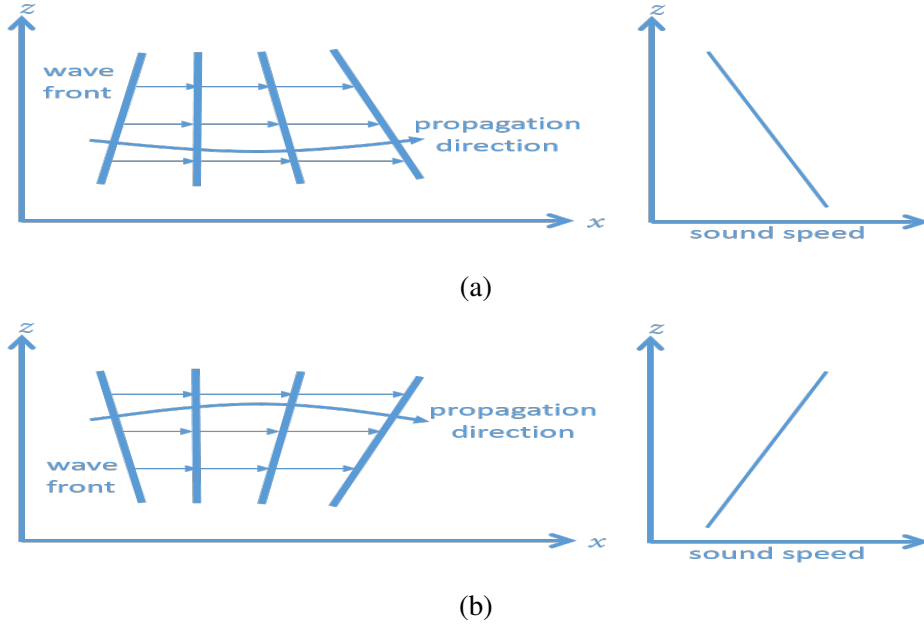 z
wave
front
propagation
direction
x
z
sound speed
(a)
z
propagation
direction
wave
front
x
z
sound speed
(b)